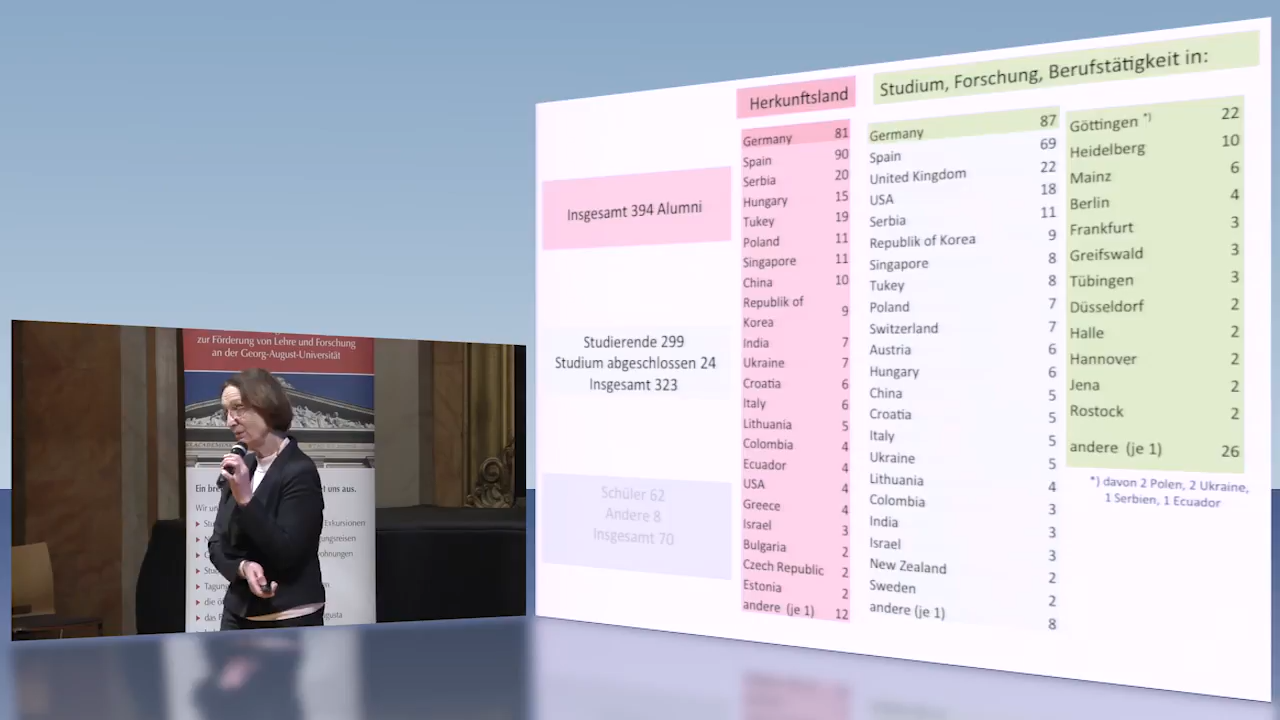 Herkunftsland
Studium, Forschung, Berufstätigkeit in:
Insgesamt 394 Alumni
Studierende 299
Studium abgeschlossen 24
Insgesamt 323
Schüler 62
Andere 8
Insgesamt 70
Germany 81
Spain 90
Serbia 20
Hungary 15
Tukey 19
Poland 11
Singapore 11
China 10
Republik of
Korea 9
India 7
Ukraine 7
Croatia 6
Italy 6
Lithuania 5
Colombia 4
Ecuador 4
USA 4
Greece 4
Israel 3
Bulgaria 2
Czech Republic 2
Estonia 2
andere (je 1) 12
Germany 87
Spain 69
United Kingdom 22
USA 18
Serbia 11
Republik of Korea 9
Singapore 8
Tukey 8
Poland 7
Switzerland 7
Austria 6
Hungary 6
China 5
Croatia 5
Italy 5
Ukraine 5
Lithuania 4
Colombia 3
India 3
Israel 3
New Zealand 2
Sweden 2
andere (je 1) 8
Göttingen *) 22
Heidelberg 10
Mainz 6
Berlin 4
Frankfurt 3
Greifswald 3
Tübingen 3
Düsseldorf 2
Halle 2
Hannover 2
Jena 2
Rostock 2
andere (je 1) 26
*) davon 2 Polen, 2 Ukraine,
1 Serbien, 1 Ecuador
zur Förderung von Lehre und Forschung
an der Georg-August-Universität
Ein
uns aus.
Exkursionen
die
das